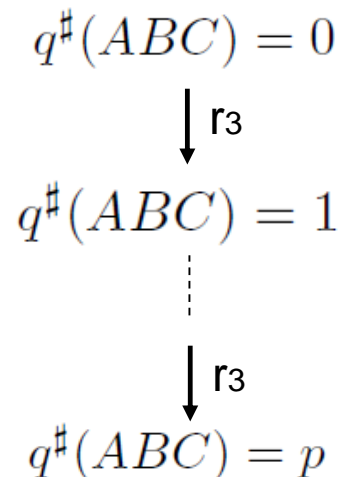 q♯(ABC) = 0
r3
q♯(ABC) = 1
r3
q♯(ABC) = p